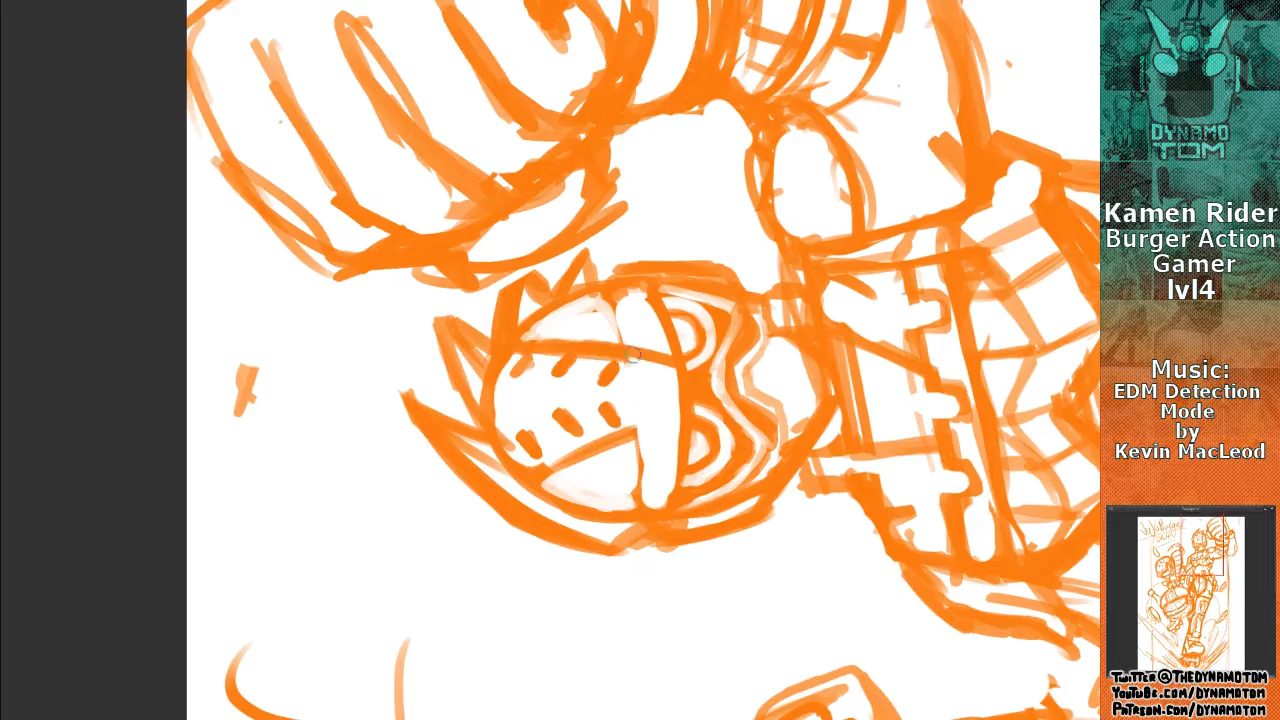 DYNAMO
TOM
Kamen Rider
Burger Action
Gamer
lvl4
Music:
EDM Detection
Mode
by
Kevin MacLeod
TWITTER@THEDYNAMOTOM
YOUTUBE.COM/DYNAMOTOM
PATREON.COM/DYNAMOTOM